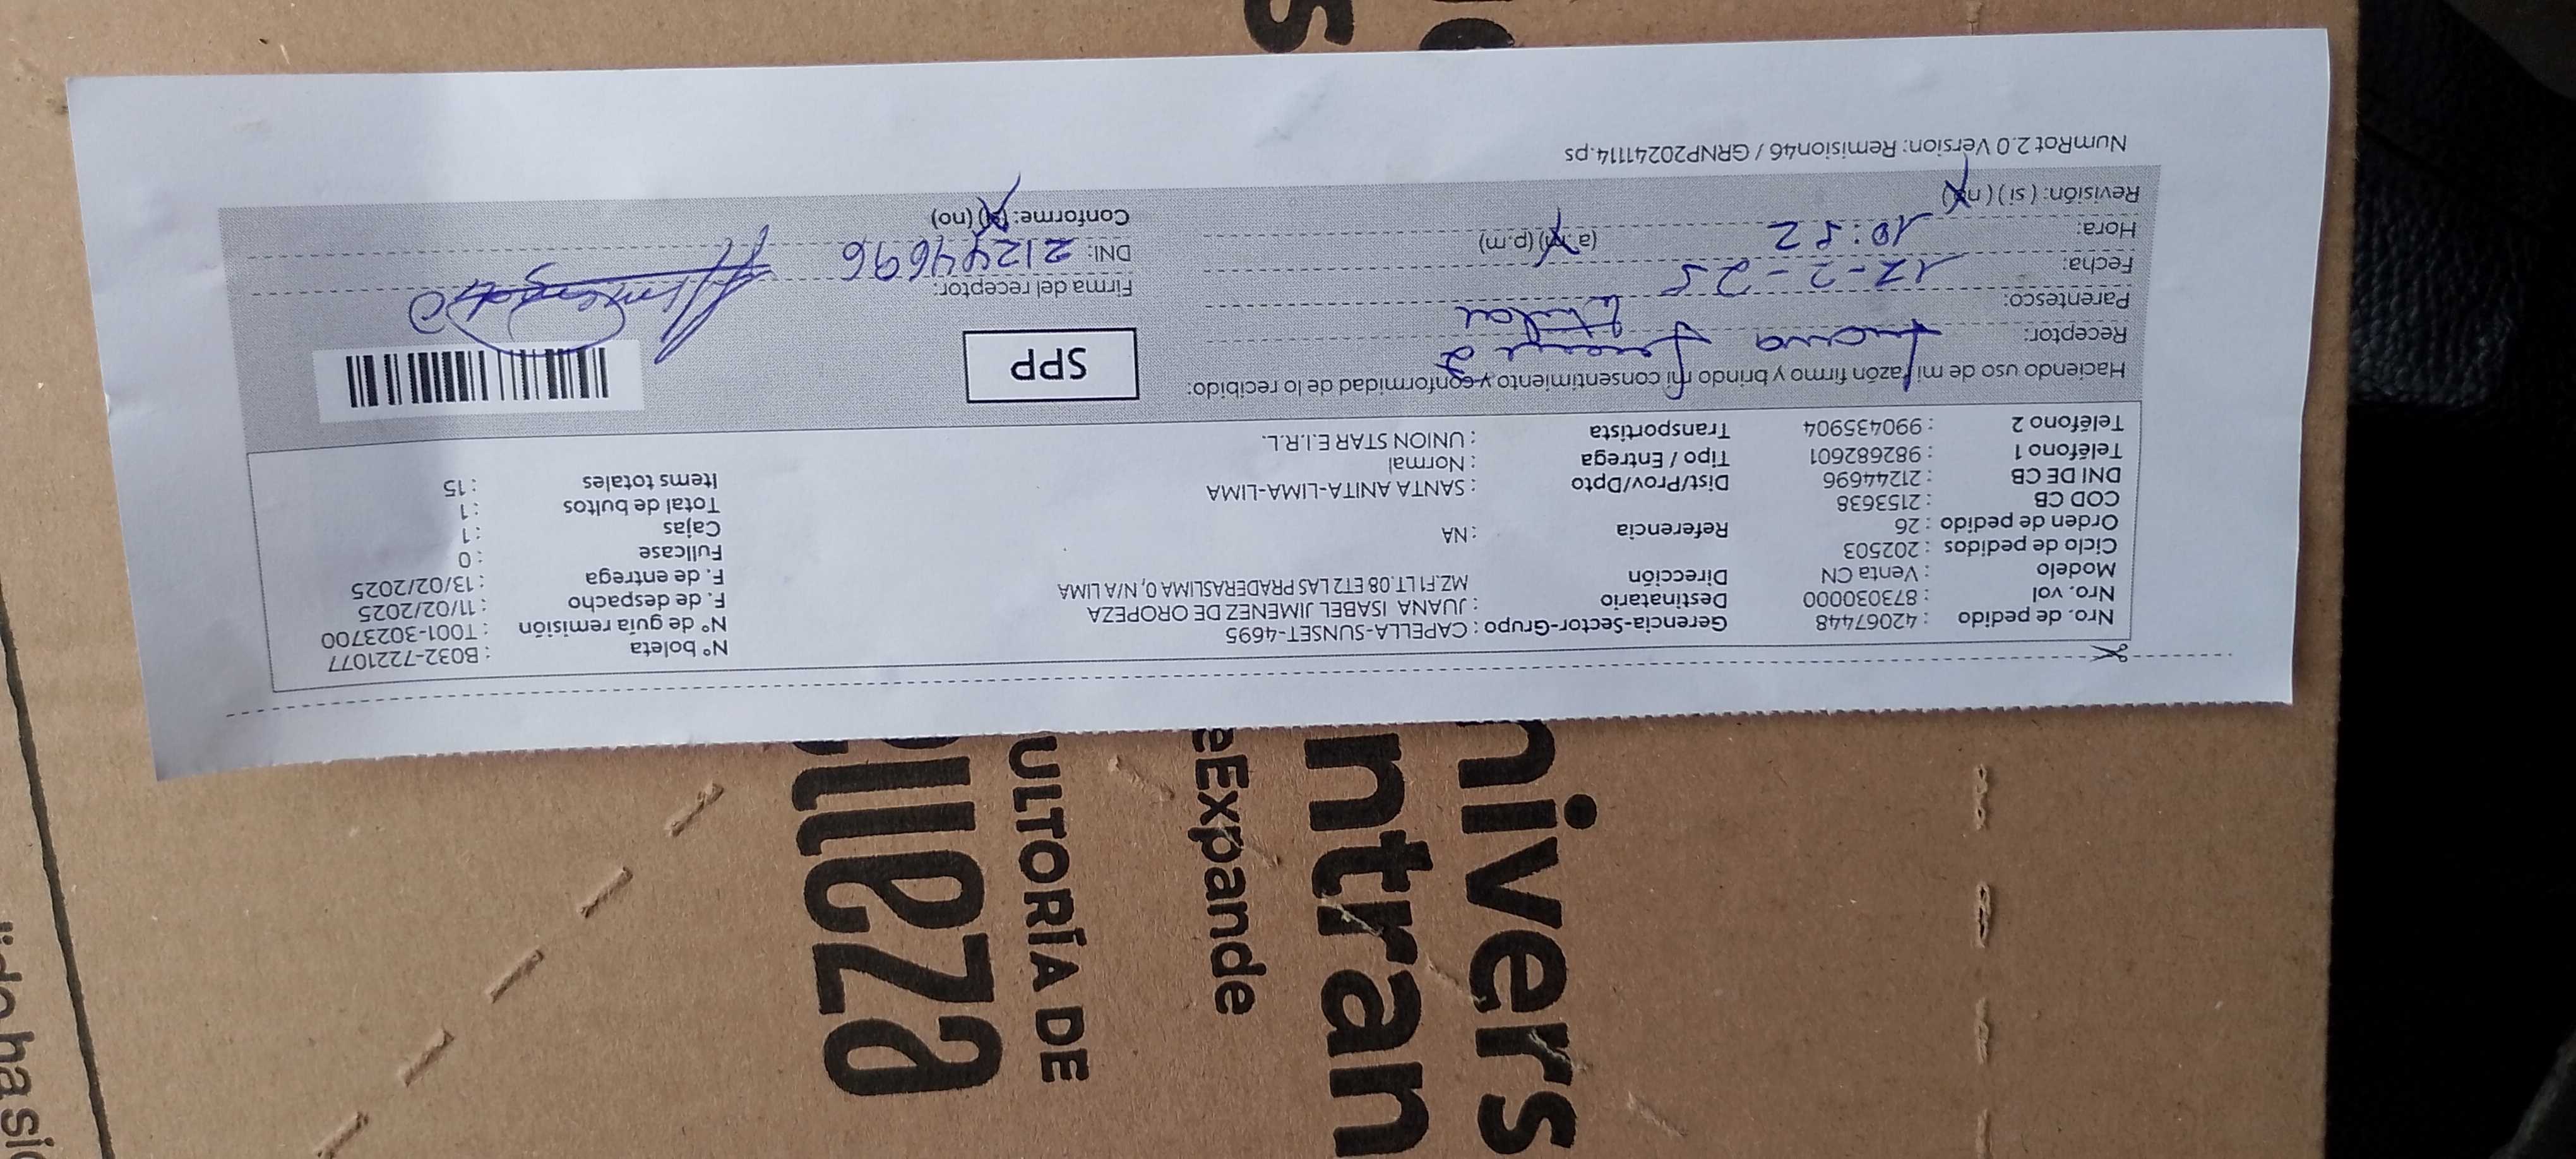 Nro. de pedido : 42067448 Gerencia-Sector-Grupo : CAPELLA-SUNSET-4695 N° boleta : B032-7221077
Nro. vol : 873030000 Destinatario : JUANA ISABEL JIMENEZ DE OROPEZA N° de guía remisión : T001-3023700
Modelo : Venta CN Dirección MZ.F1 LT.08 ET2 LAS PRADERASLIMA 0, N/A LIMA F. de despacho : 11/02/2025
Ciclo de pedidos : 202503 F. de entrega : 13/02/2025
Orden de pedido : 26 Referencia : NA Fullcase : 0
COD CB : 2153638 Cajas : 1
DNI DE CB : 21244696 Dist/Prov/Dpto : SANTA ANITA-LIMA-LIMA Total de bultos : 1
Teléfono 1 : 982682601 Tipo / Entrega : Normal Items totales : 15
Teléfono 2 : 990435904 Transportista : UNION STAR E.I.R.L.
Haciendo uso de mi razón firmo y brindo mi consentimiento y conformidad de lo recibido:
SPP
Receptor: Juana
Parentesco: titular
Firma del receptor:
Fecha: 12-2-25
DNI: 21244696
Hora: 10:52 (a.m) (p.m)
Conforme: (si) (no)
Revisión: (si) (no)
NumRot 2.0 Version: Remision46 / GRNP20241114.ps
nivers
ntran
eExpande
ULTORÍA DE
lleza